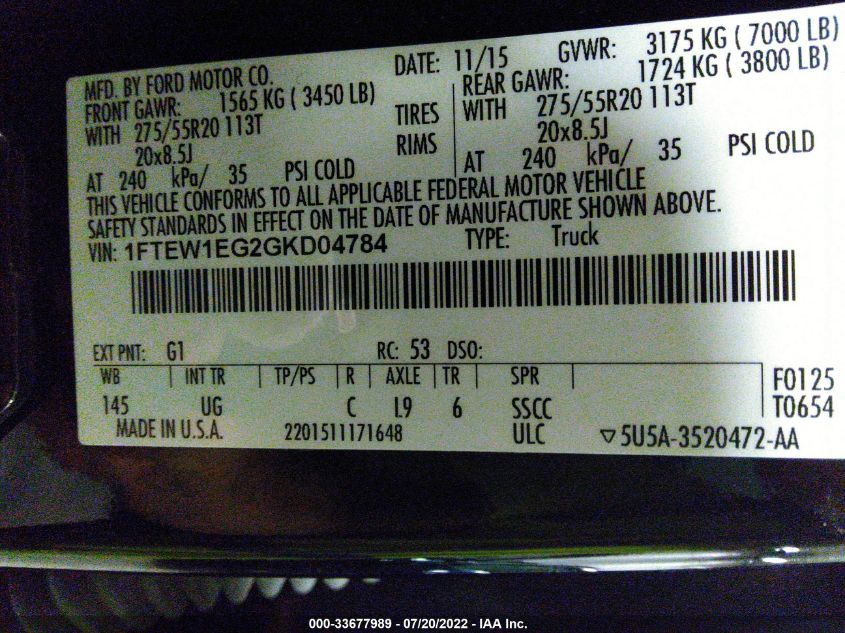 MFD. BY FORD MOTOR CO. DATE: 11/15 GVWR: 3175 KG ( 7000 LB)
FRONT GAWR: 1565 KG ( 3450 LB) REAR GAWR: 1724 KG ( 3800 LB)
WITH 275/55R20 113T TIRES WITH 275/55R20 113T
20x8.5J RIMS 20x8.5J
AT 240 kPa/ 35 PSI COLD AT 240 kPa/ 35 PSI COLD
THIS VEHICLE CONFORMS TO ALL APPLICABLE FEDERAL MOTOR VEHICLE
SAFETY STANDARDS IN EFFECT ON THE DATE OF MANUFACTURE SHOWN ABOVE.
VIN: 1FTEW1EG2GKD04784 TYPE: Truck
EXT PNT: G1 RC: 53 DSO:
WB INT TR TP/PS R AXLE TR SPR F0125
145 UG C L9 6 SSCC T0654
MADE IN U.S.A. 2201511171648 ULC ▽5U5A-3520472-AA
000-33677989 - 07/20/2022 - IAA Inc.